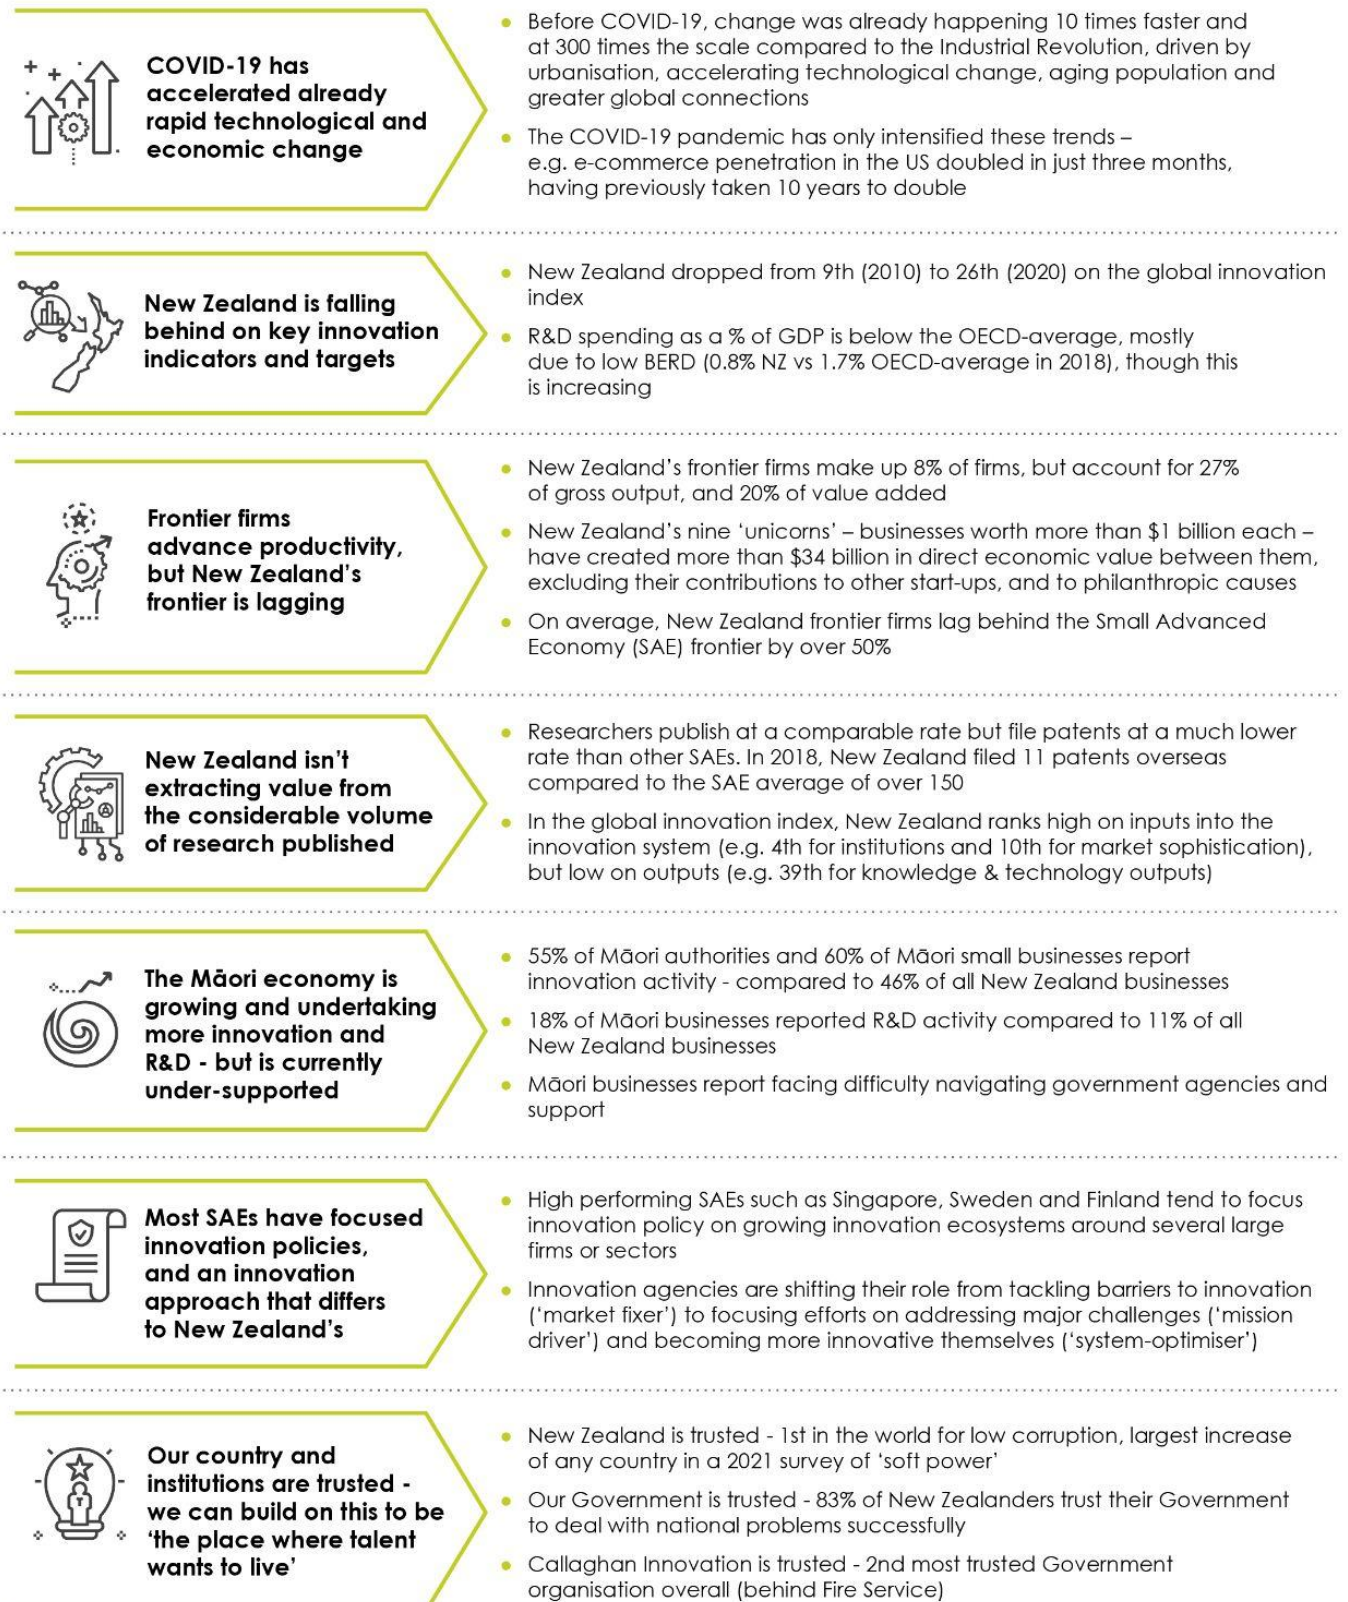 COVID-19 has
accelerated already
rapid technological and
economic change
● Before COVID-19, change was already happening 10 times faster and
at 300 times the scale compared to the Industrial Revolution, driven by
urbanisation, accelerating technological change, aging population and
greater global connections
● The COVID-19 pandemic has only intensified these trends –
e.g. e-commerce penetration in the US doubled in just three months,
having previously taken 10 years to double
New Zealand is falling
behind on key innovation
indicators and targets
● New Zealand dropped from 9th (2010) to 26th (2020) on the global innovation
index
● R&D spending as a % of GDP is below the OECD-average, mostly
due to low BERD (0.8% NZ vs 1.7% OECD-average in 2018), though this
is increasing
Frontier firms
advance productivity,
but New Zealand's
frontier is lagging
● New Zealand's frontier firms make up 8% of firms, but account for 27%
of gross output, and 20% of value added
● New Zealand's nine 'unicorns' – businesses worth more than $1 billion each –
have created more than $34 billion in direct economic value between them,
excluding their contributions to other start-ups, and to philanthropic causes
● On average, New Zealand frontier firms lag behind the Small Advanced
Economy (SAE) frontier by over 50%
New Zealand isn't
extracting value from
the considerable volume
of research published
● Researchers publish at a comparable rate but file patents at a much lower
rate than other SAEs. In 2018, New Zealand filed 11 patents overseas
compared to the SAE average of over 150
● In the global innovation index, New Zealand ranks high on inputs into the
innovation system (e.g. 4th for institutions and 10th for market sophistication),
but low on outputs (e.g. 39th for knowledge & technology outputs)
The Māori economy is
growing and undertaking
more innovation and
R&D - but is currently
under-supported
● 55% of Māori authorities and 60% of Māori small businesses report
innovation activity - compared to 46% of all New Zealand businesses
● 18% of Māori businesses reported R&D activity compared to 11% of all
New Zealand businesses
● Māori businesses report facing difficulty navigating government agencies and
support
Most SAEs have focused
innovation policies,
and an innovation
approach that differs
to New Zealand's
● High performing SAEs such as Singapore, Sweden and Finland tend to focus
innovation policy on growing innovation ecosystems around several large
firms or sectors
● Innovation agencies are shifting their role from tackling barriers to innovation
('market fixer') to focusing efforts on addressing major challenges ('mission
driver') and becoming more innovative themselves ('system-optimiser')
Our country and
institutions are trusted -
we can build on this to be
'the place where talent
wants to live'
● New Zealand is trusted - 1st in the world for low corruption, largest increase
of any country in a 2021 survey of 'soft power'
● Our Government is trusted - 83% of New Zealanders trust their Government
to deal with national problems successfully
● Callaghan Innovation is trusted - 2nd most trusted Government
organisation overall (behind Fire Service)